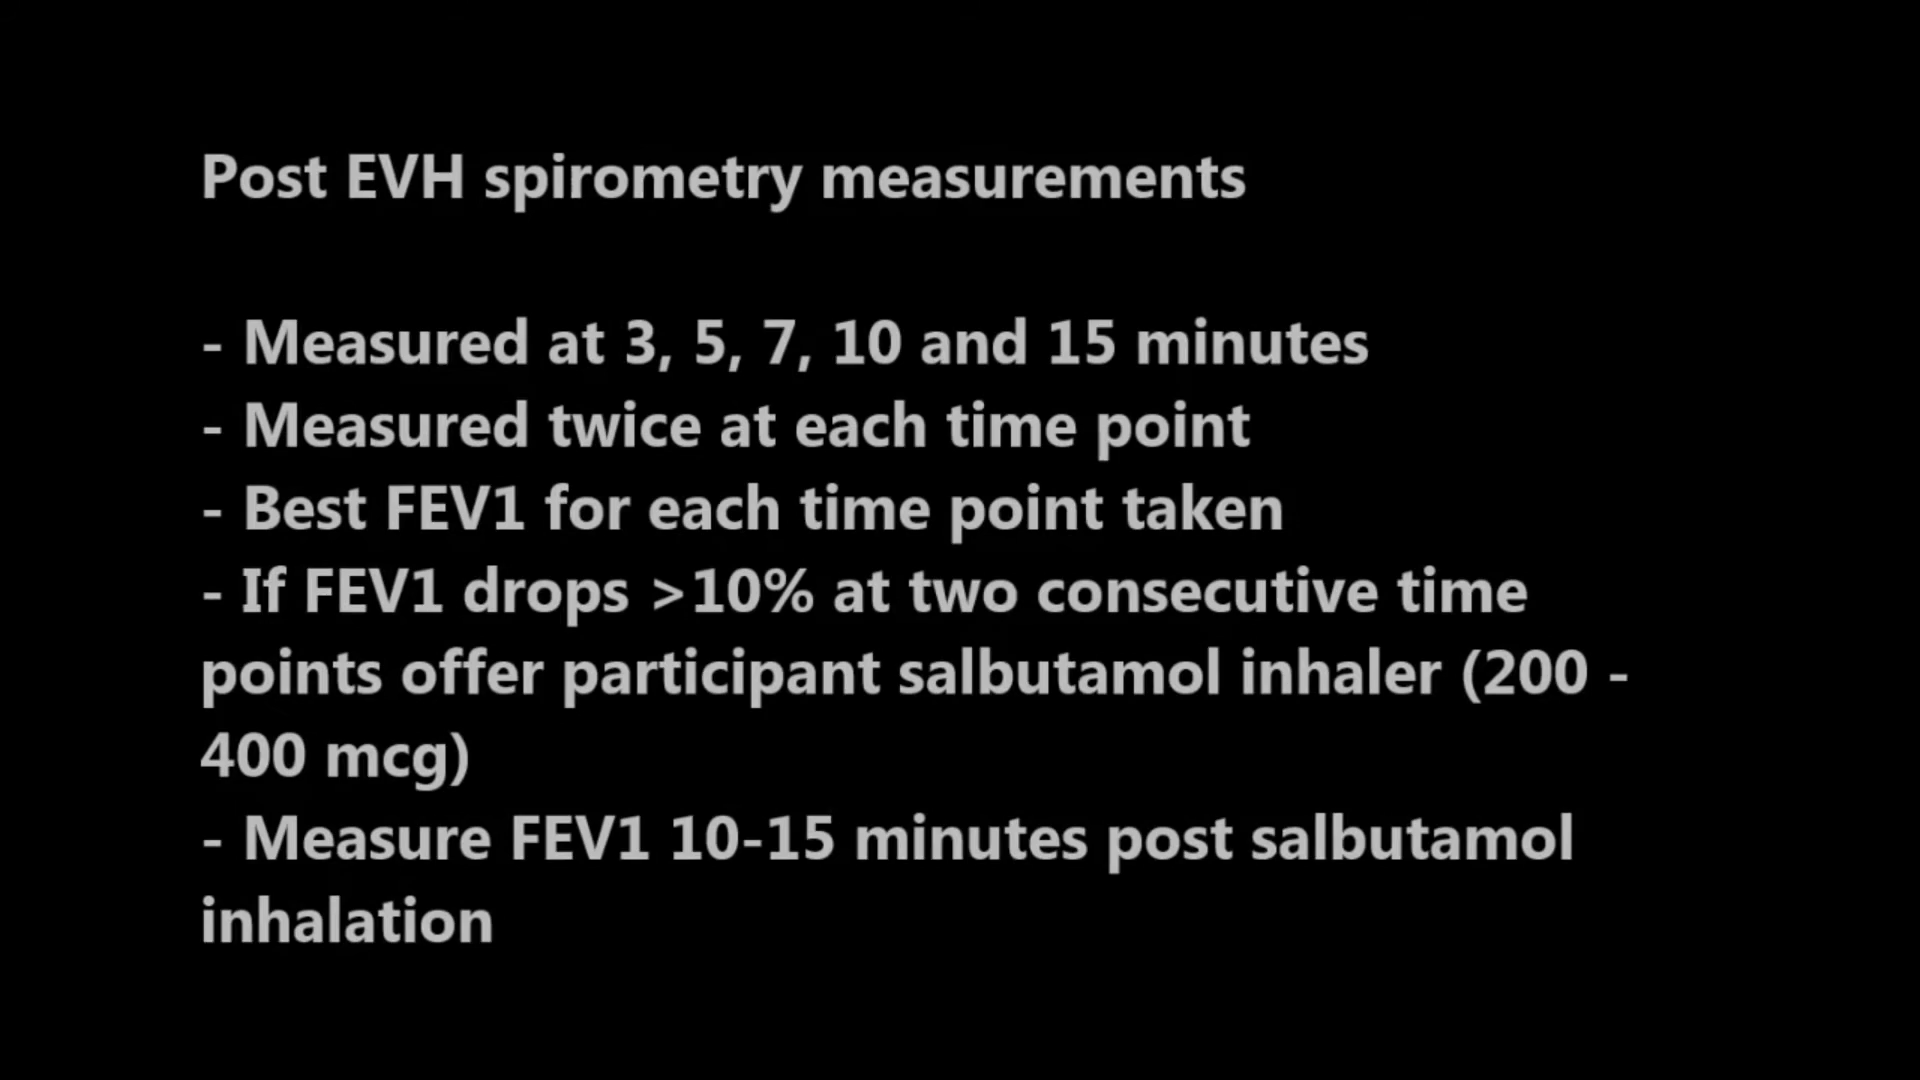 Post EVH spirometry measurements
- Measured at 3, 5, 7, 10 and 15 minutes
- Measured twice at each time point
- Best FEV1 for each time point taken
- If FEV1 drops >10% at two consecutive time
points offer participant salbutamol inhaler (200 -
400 mcg)
- Measure FEV1 10-15 minutes post salbutamol
inhalation